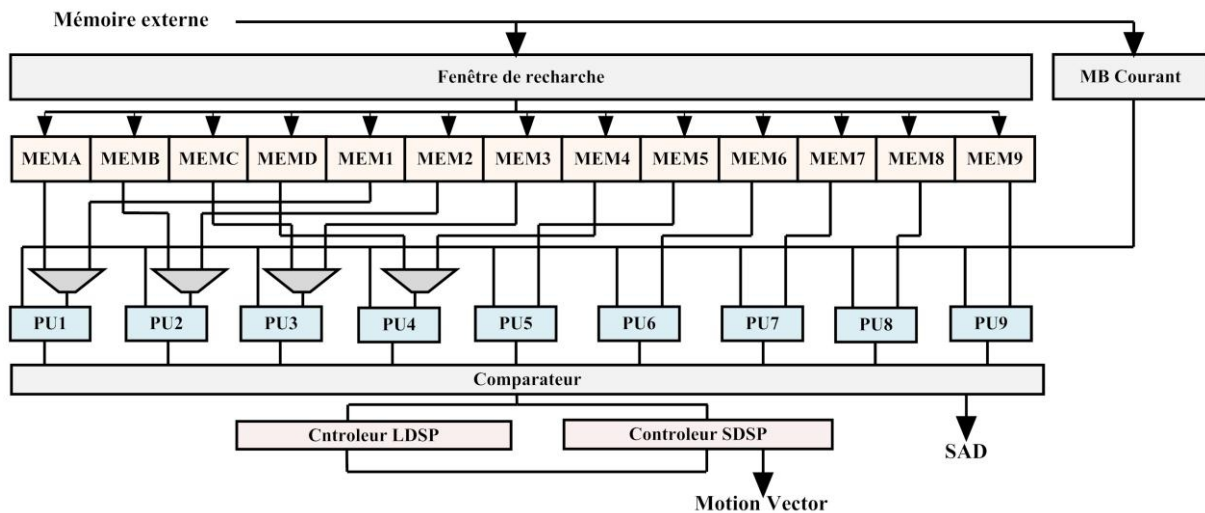 Mémoire externe
Fenêtre de recharche
MB Courant
MEMA MEMB MEMC MEMD MEM1 MEM2 MEM3 MEM4 MEM5 MEM6 MEM7 MEM8 MEM9
PU1 PU2 PU3 PU4 PU5 PU6 PU7 PU8 PU9
Comparateur
Cntroleur LDSP
Controleur SDSP
SAD
Motion Vector